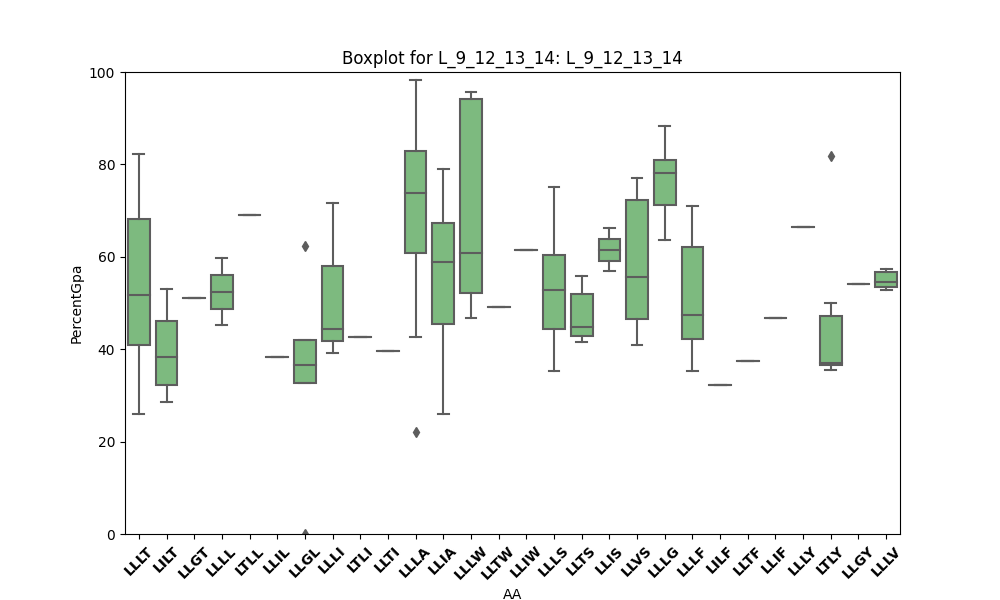 Boxplot for L_9_12_13_14: L_9_12_13_14
100
80
60
40
20
0
PercentGpa
LLLT
LILT
LLGT
LLLL
LTLL
LLIL
LLGL
LLLI
LTLI
LLTI
LLLA
LLIA
LLLW
LLTW
LLIW
LLLS
LLTS
LLIS
LLVS
LLLG
LLLF
LILF
LLTF
LLIF
LLLY
LTLY
LLGY
LLLV
AA